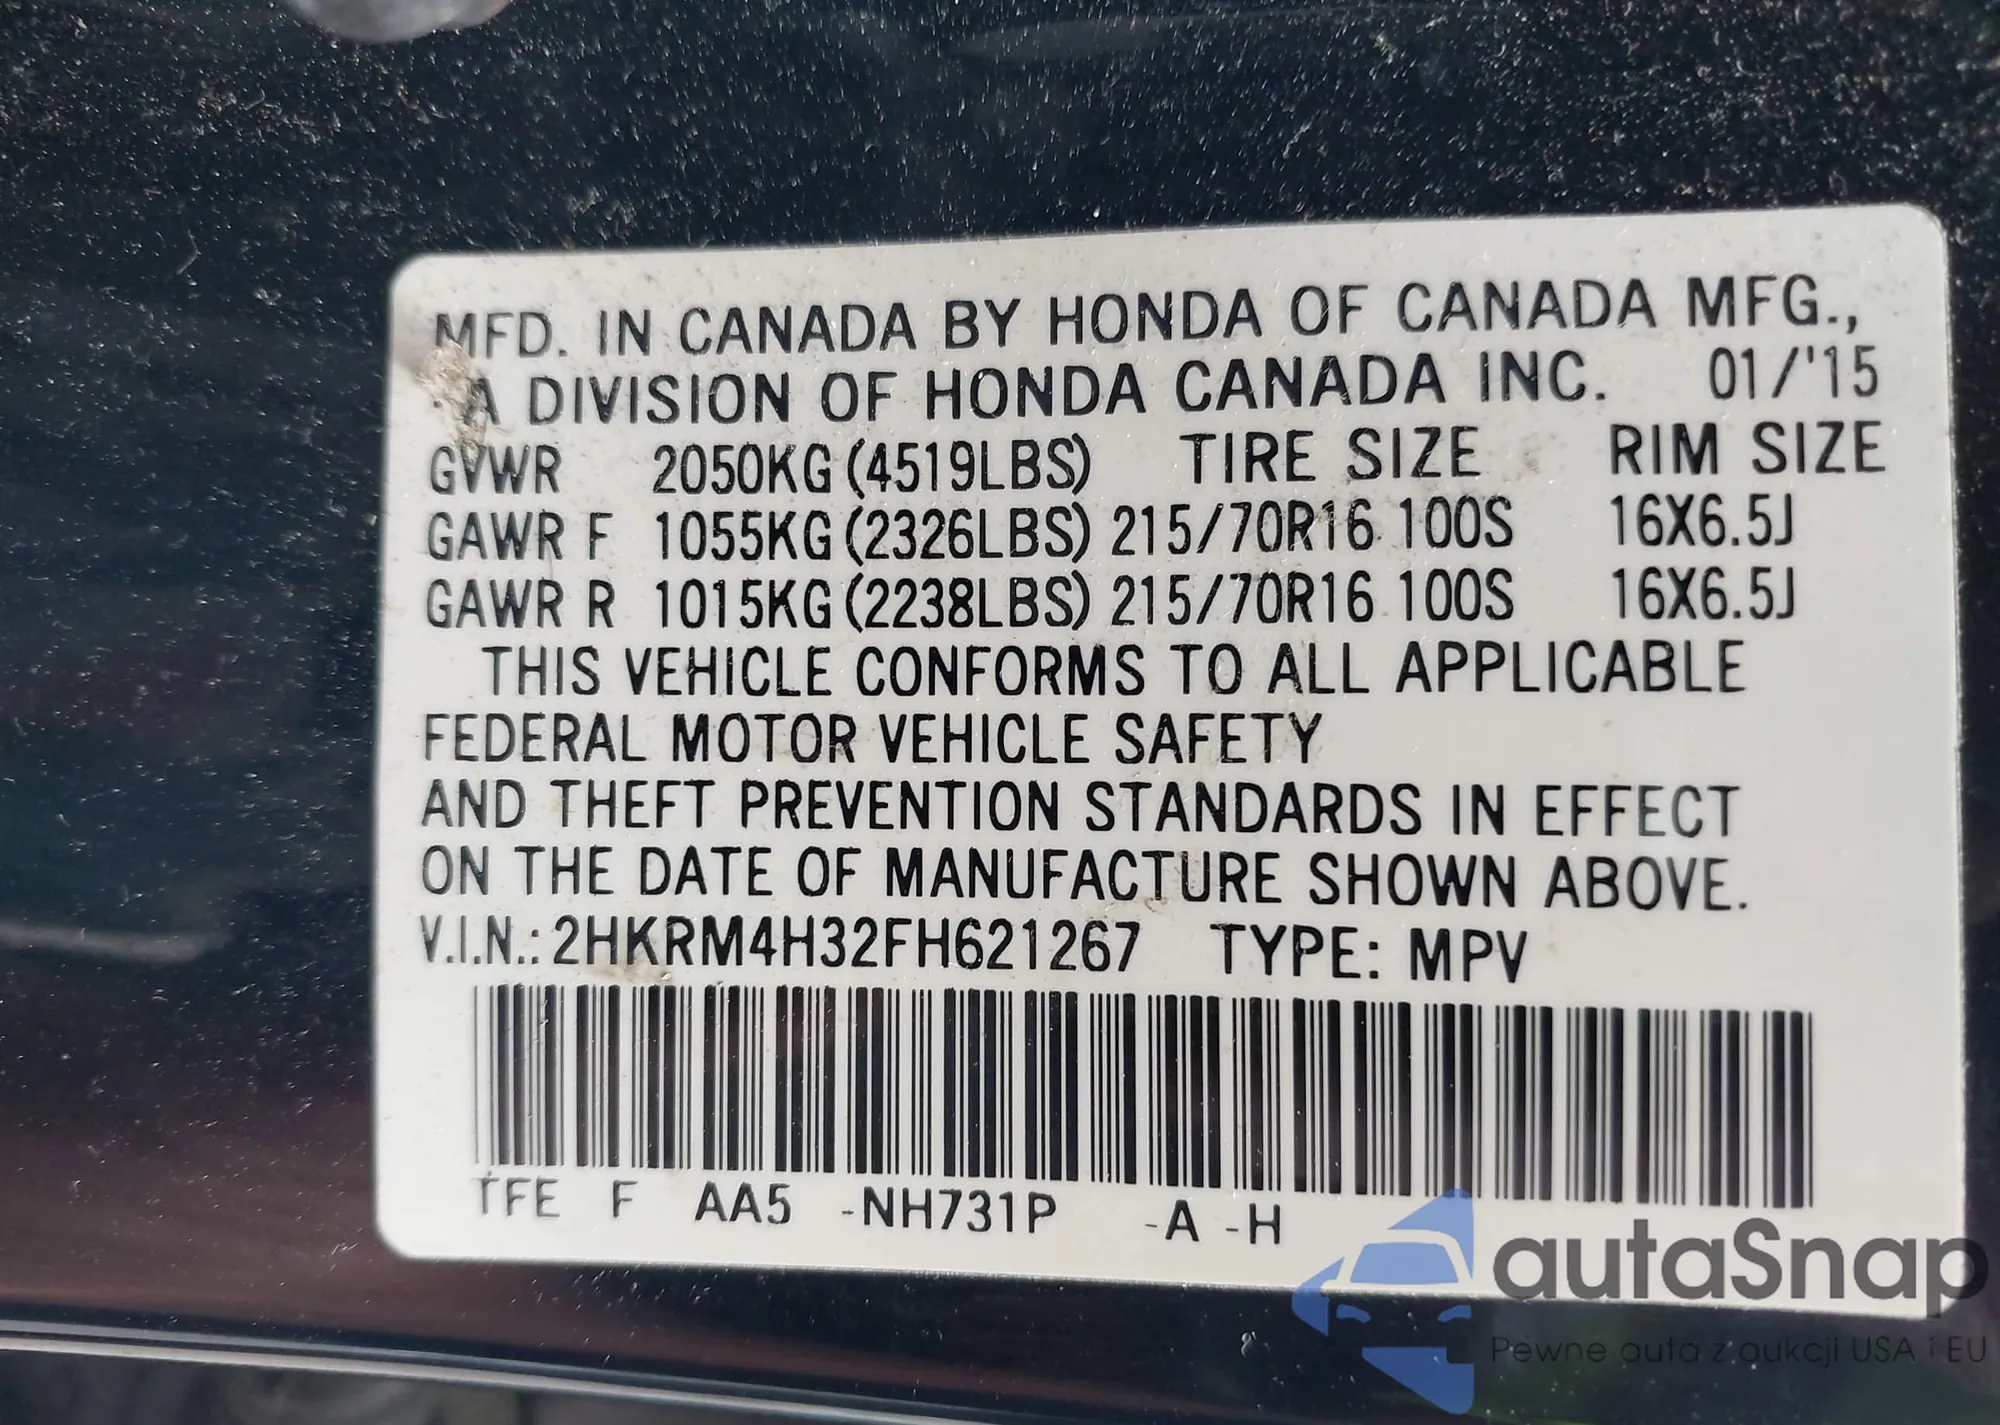 MFD. IN CANADA BY HONDA OF CANADA MFG.,
A DIVISION OF HONDA CANADA INC. 01/'15
GVWR 2050KG (4519LBS) TIRE SIZE RIM SIZE
GAWR F 1055KG (2326LBS) 215/70R16 100S 16X6.5J
GAWR R 1015KG (2238LBS) 215/70R16 100S 16X6.5J
THIS VEHICLE CONFORMS TO ALL APPLICABLE
FEDERAL MOTOR VEHICLE SAFETY
AND THEFT PREVENTION STANDARDS IN EFFECT
ON THE DATE OF MANUFACTURE SHOWN ABOVE.
V.I.N.: 2HKRM4H32FH621267 TYPE: MPV
TFE F AA5 -NH731P -A -H
autaSnap
Pewne auta z aukcji USA i EU